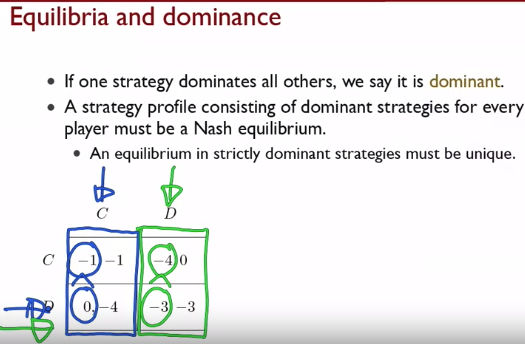 Equilibria and dominance
If one strategy dominates all others, we say it is dominant.
A strategy profile consisting of dominant strategies for every
player must be a Nash equilibrium.
An equilibrium in strictly dominant strategies must be unique.
C D
C -1, -1 -4, 0
D 0, -4 -3, -3